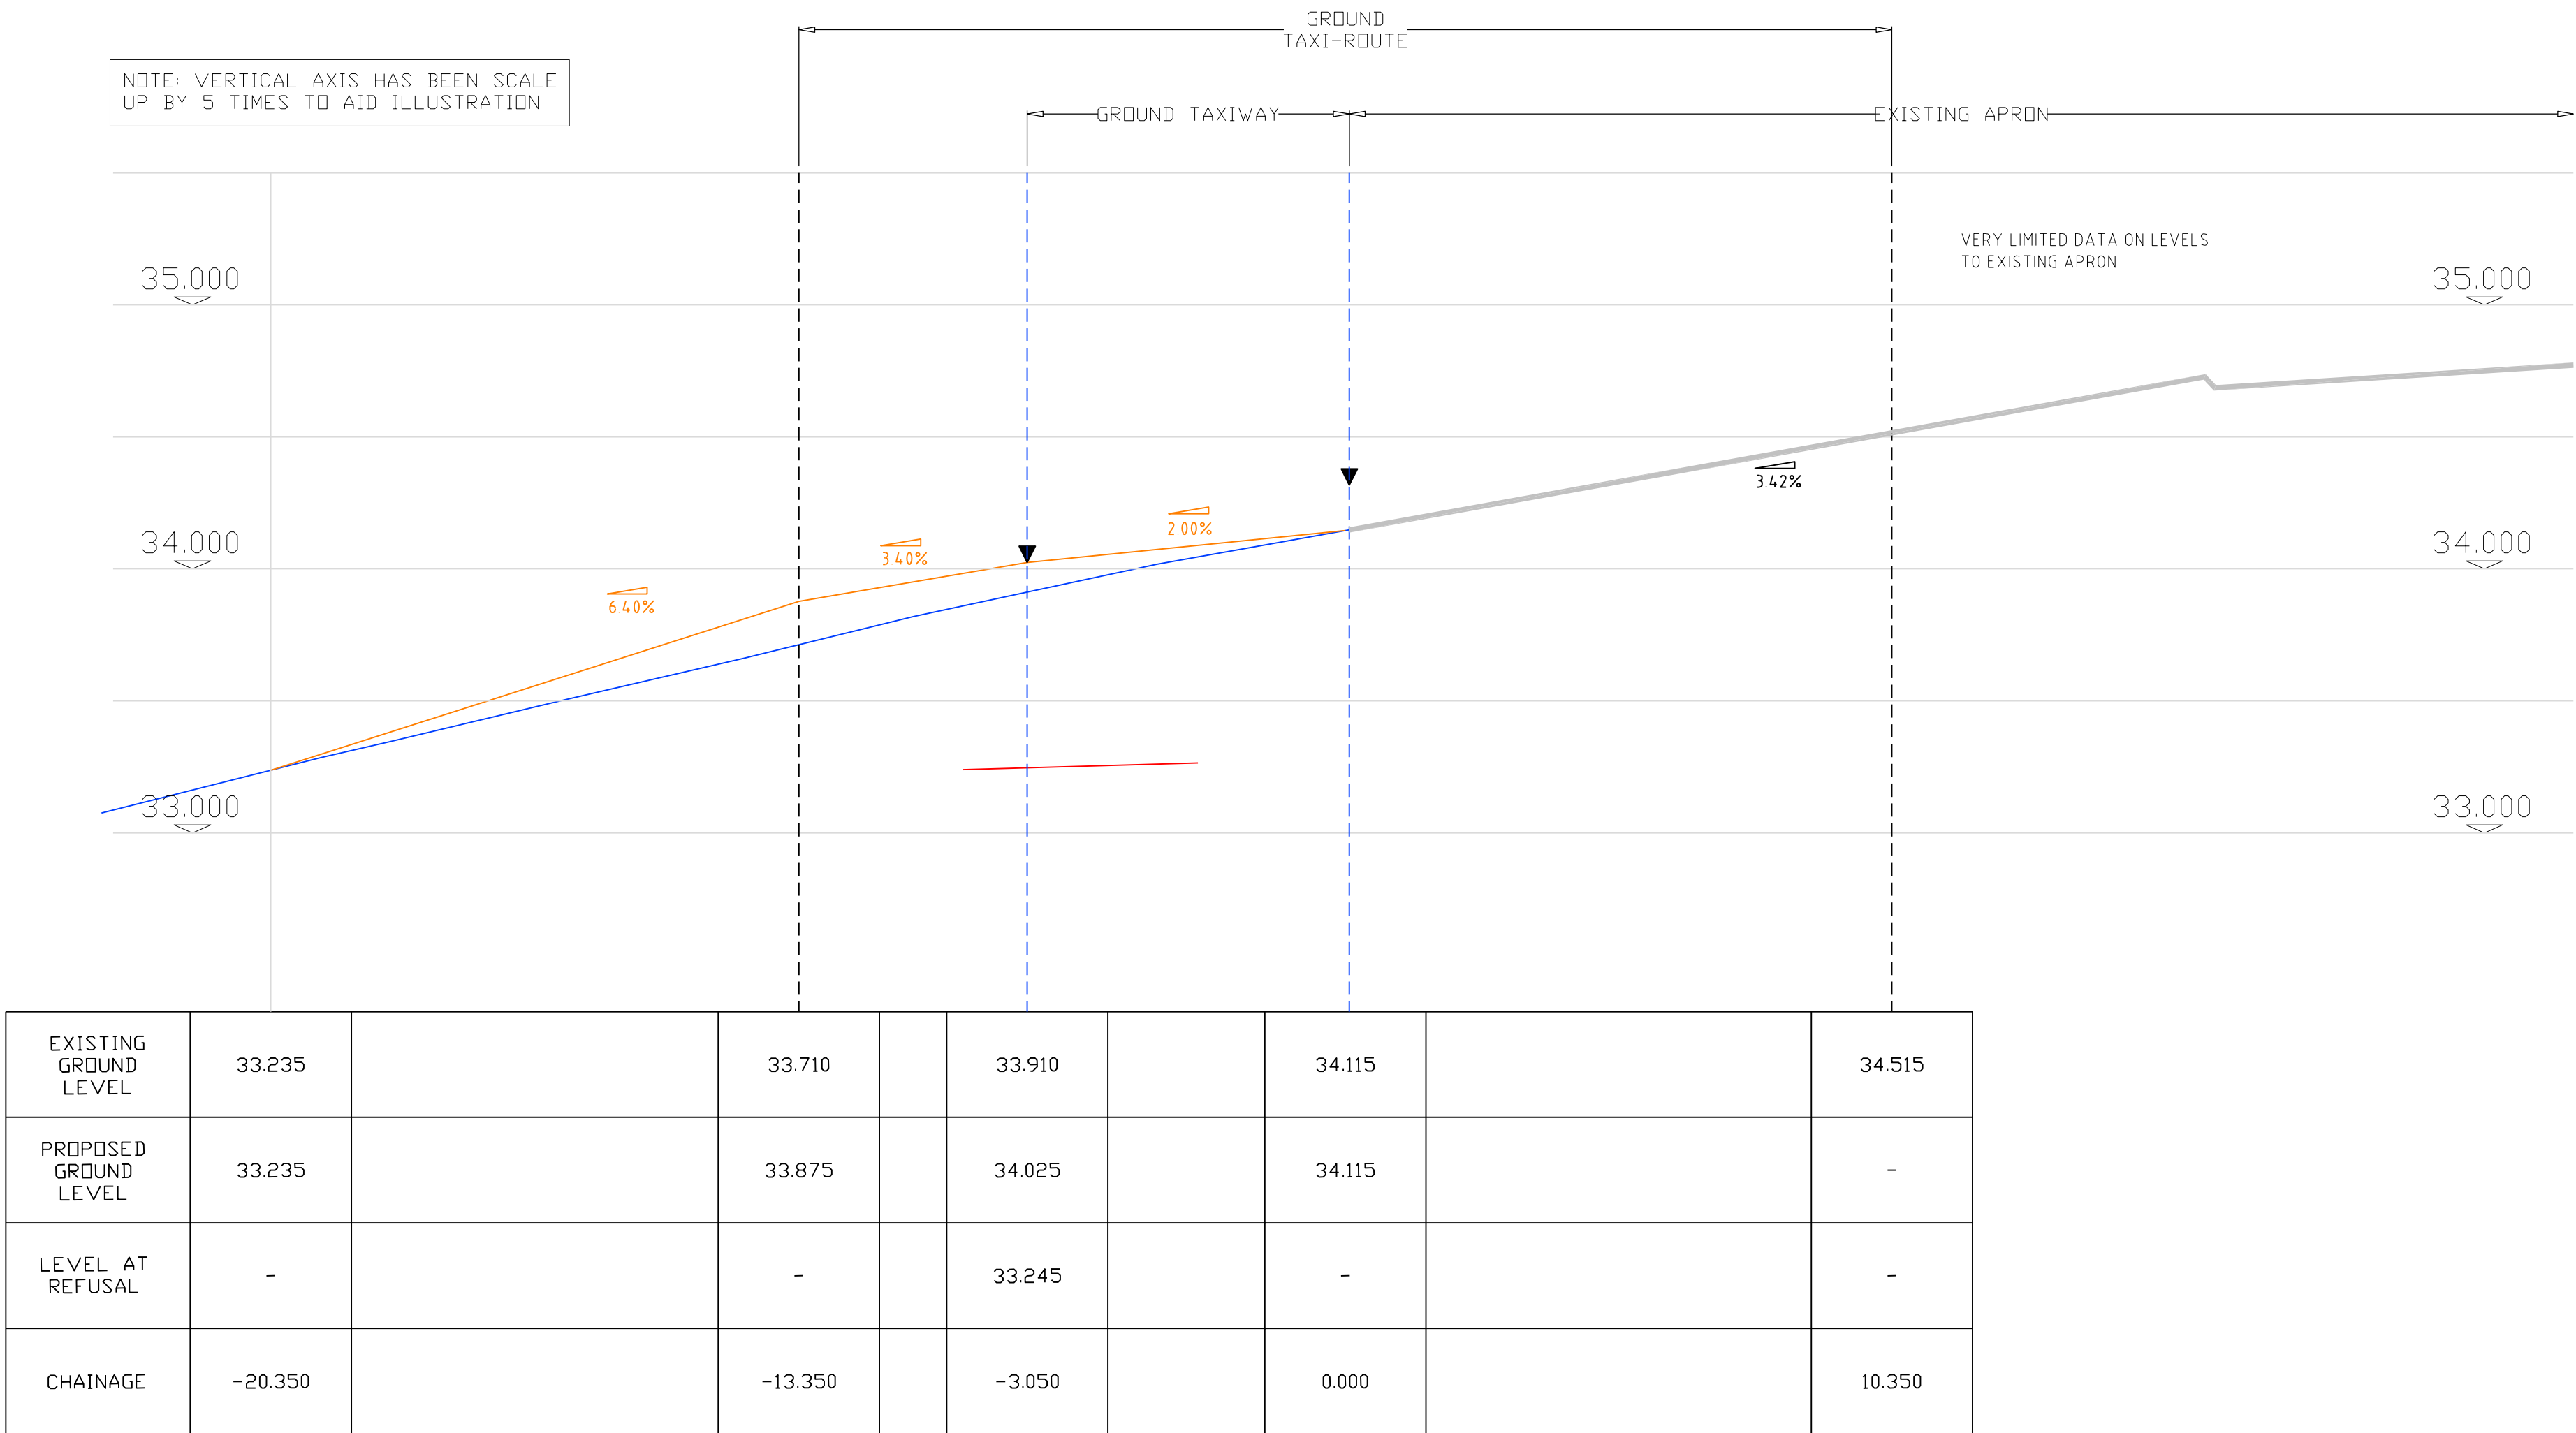 GROUND
TAXI-ROUTE
NOTE: VERTICAL AXIS HAS BEEN SCALE
UP BY 5 TIMES TO AID ILLUSTRATION
GROUND TAXIWAY
EXISTING APRON
VERY LIMITED DATA ON LEVELS
TO EXISTING APRON
35.000
35.000
3.42%
2.00%
34.000
34.000
3.40%
6.40%
33.000
33.000
EXISTING
GROUND
LEVEL
33.235
33.710
33.910
34.115
34.515
PROPOSED
GROUND
LEVEL
33.235
33.875
34.025
34.115
-
LEVEL AT
REFUSAL
-
-
33.245
-
-
CHAINAGE
-20.350
-13.350
-3.050
0.000
10.350